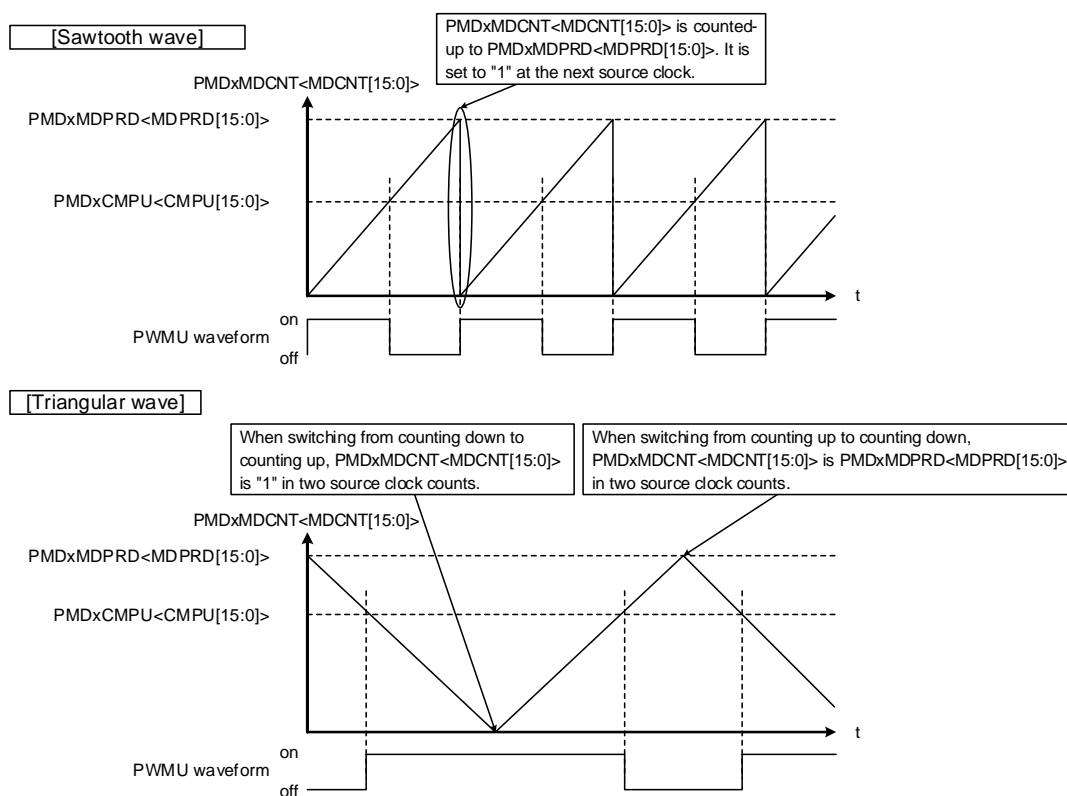 [Sawtooth wave]
PMDxMDCNT<MDCNT[15:0]> is counted-
up to PMDxMDPRD<MDPRD[15:0]>. It is
set to "1" at the next source clock.
PMDxMDCNT<MDCNT[15:0]>
PMDxMDPRD<MDPRD[15:0]>
PMDxCMPU<CMPU[15:0]>
t
on
PWMU waveform
off
[Triangular wave]
When switching from counting down to
counting up, PMDxMDCNT<MDCNT[15:0]>
is "1" in two source clock counts.
When switching from counting up to counting down,
PMDxMDCNT<MDCNT[15:0]> is PMDxMDPRD<MDPRD[15:0]>
in two source clock counts.
PMDxMDCNT<MDCNT[15:0]>
PMDxMDPRD<MDPRD[15:0]>
PMDxCMPU<CMPU[15:0]>
t
on
PWMU waveform
off